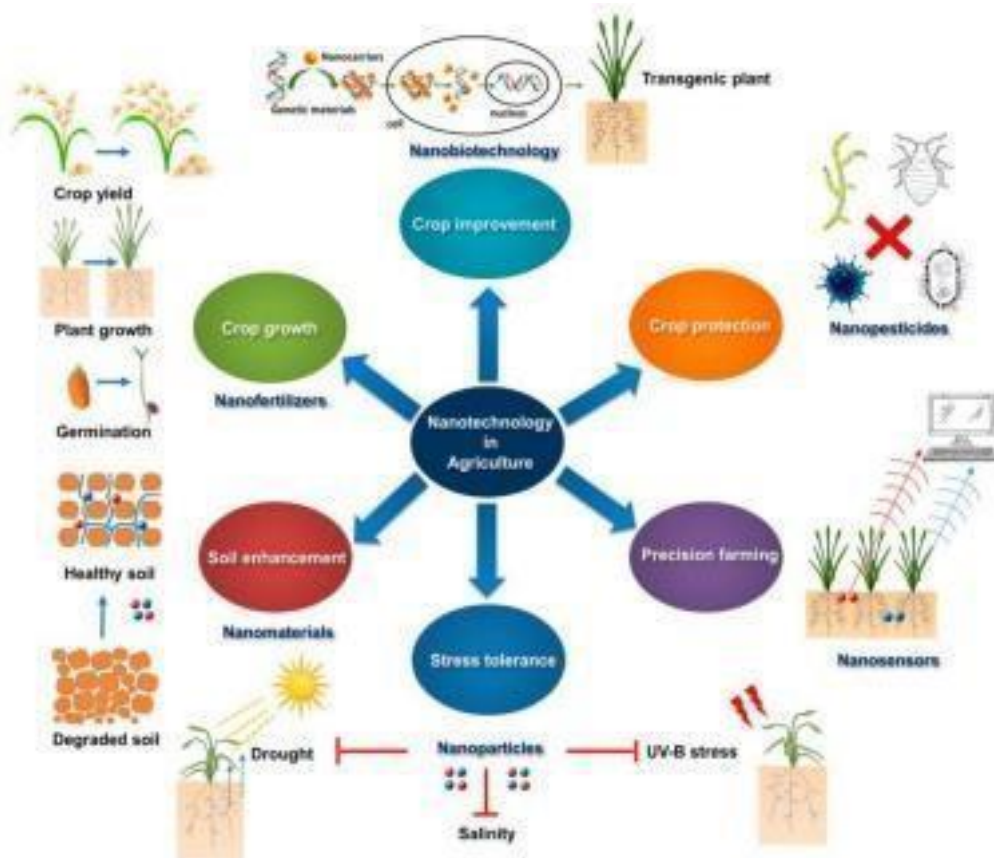 Nanocarriers
Genetic materials
cell
nucleus
Transgenic plant
Nanobiotechnology
Crop yield
Crop improvement
Plant growth
Crop growth
Crop protection
Nanopesticides
Nanofertilizers
Germination
Nanotechnology
in
Agriculture
Soil enhancement
Precision farming
Healthy soil
Nanomaterials
Stress tolerance
Nanosensors
Degraded soil
Drought
Nanoparticles
UV-B stress
Salinity